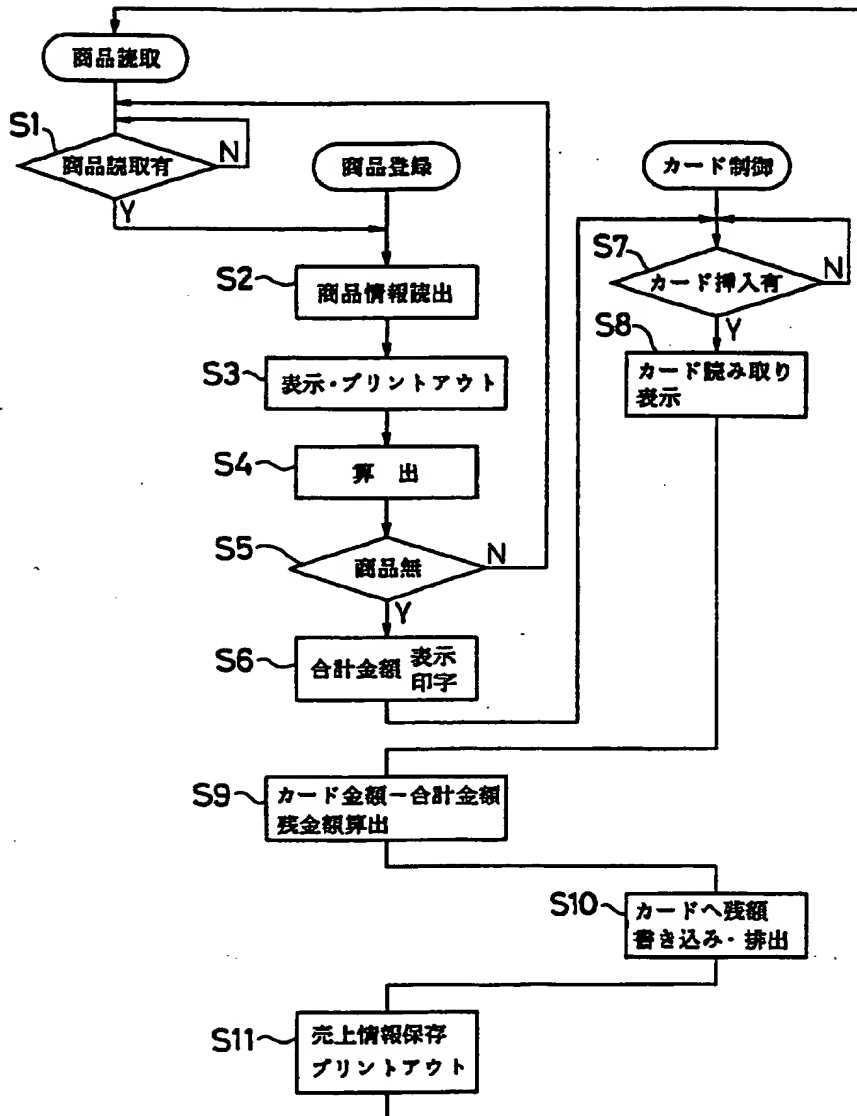 商品読取
S1
商品読取有
N
Y
商品登録
カード制御
S2
商品情報読出
S7
カード挿入有
N
Y
S3
表示・プリントアウト
S8
カード読み取り
表示
S4
算 出
S5
商品無
N
Y
S6
合計金額 表示
印字
S9
カード金額－合計金額
残金額算出
S10
カードへ残額
書き込み・排出
S11
売上情報保存
プリントアウト